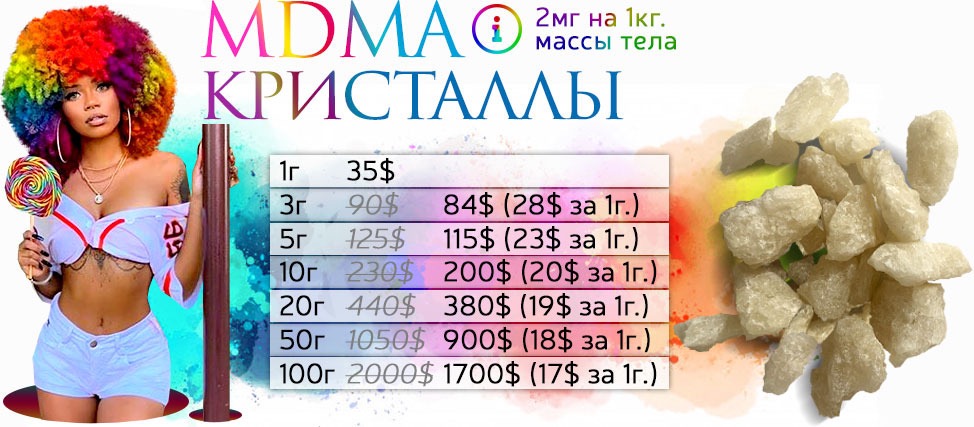 MDMA i 2мг на 1кг.
массы тела
КРИСТАЛЛЫ
1г 35$
3г 90$ 84$ (28$ за 1г.)
5г 125$ 115$ (23$ за 1г.)
10г 230$ 200$ (20$ за 1г.)
20г 440$ 380$ (19$ за 1г.)
50г 1050$ 900$ (18$ за 1г.)
100г 2000$ 1700$ (17$ за 1г.)